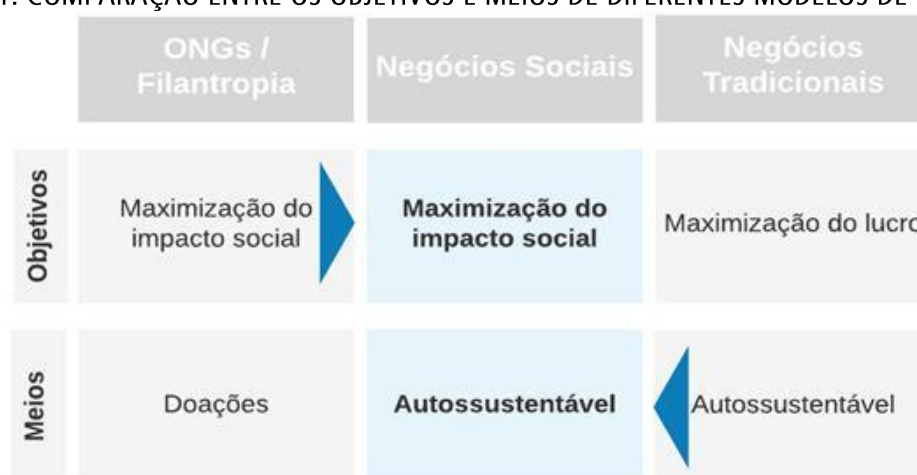 1. COMPARAÇÃO ENTRE OS OBJETIVOS E MEIOS DE DIFERENTES MODELOS DE
ONGs /
Filantropia
Negócios Sociais
Negócios
Tradicionais
Objetivos
Maximização do
impacto social
Maximização do
impacto social
Maximização do lucro
Meios
Doações
Autossustentável
Autossustentável